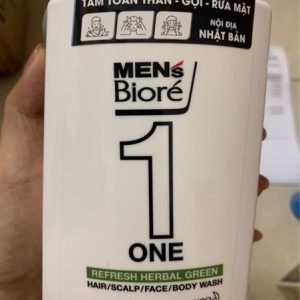 TẮM TOÀN THÂN - GỘI - RỬA MẶT
NỘI ĐỊA
NHẬT BẢN
MEN's
Bioré
1
ONE
REFRESH HERBAL GREEN
HAIR/SCALP/FACE/BODY WASH